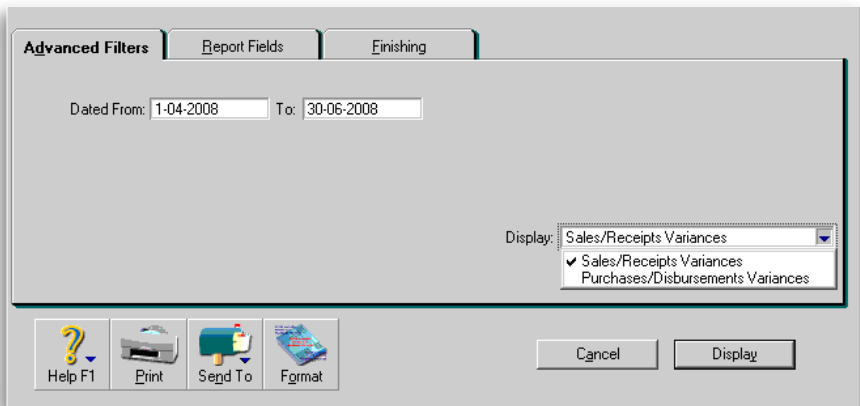 Advanced Filters Report Fields Finishing
Dated From: 1-04-2008 To: 30-06-2008
Display: Sales/Receipts Variances
✔ Sales/Receipts Variances
Purchases/Disbursements Variances
Help F1 Print Send To Format Cancel Display